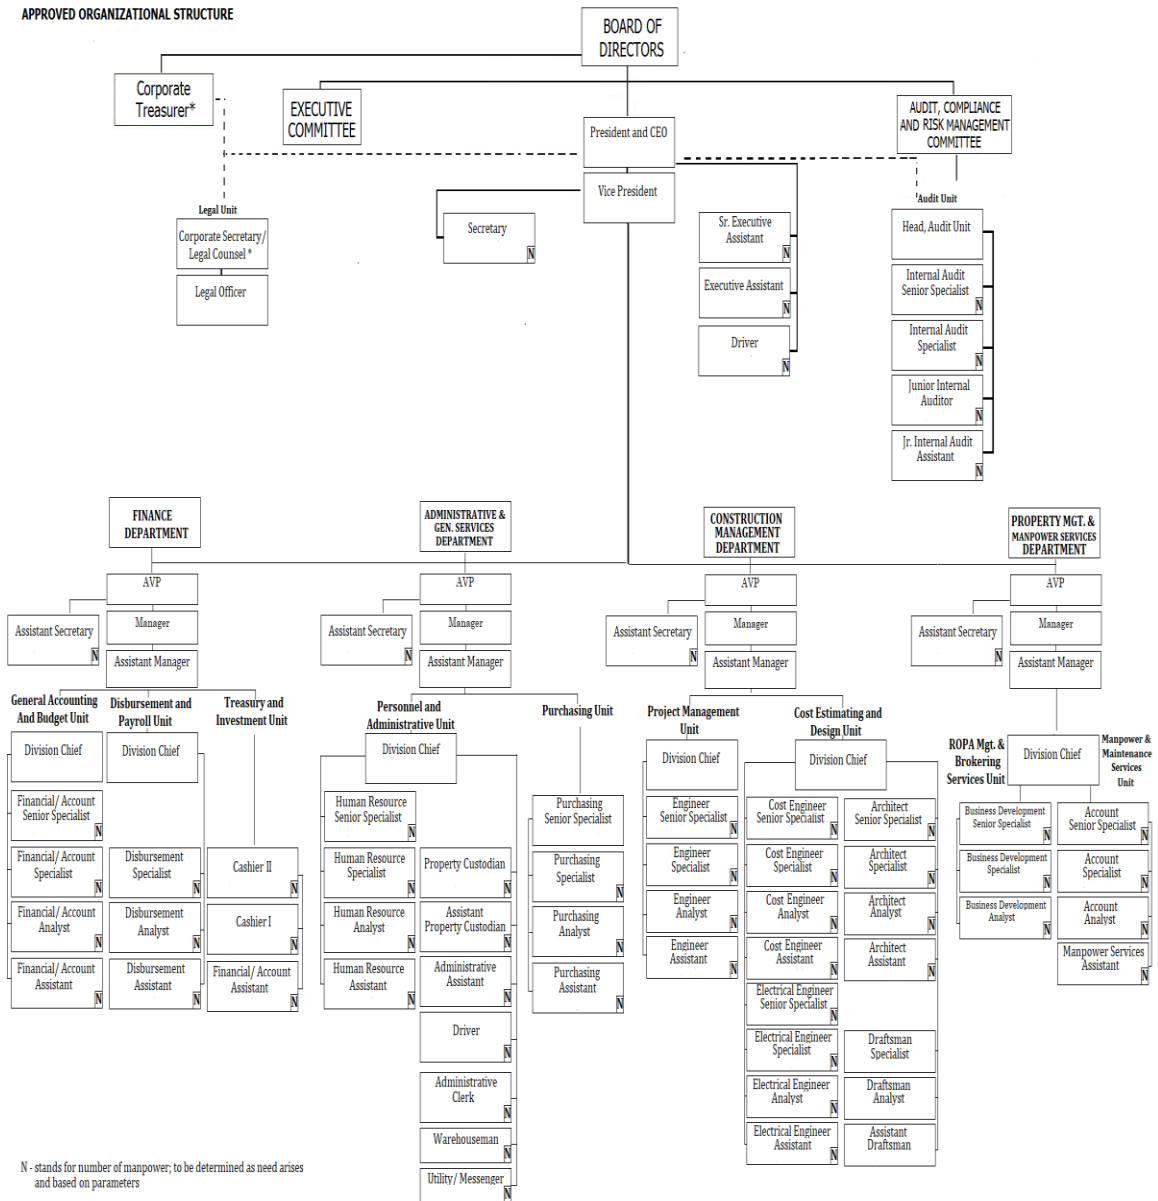 APPROVED ORGANIZATIONAL STRUCTURE
BOARD OF
DIRECTORS
Corporate
Treasurer*
EXECUTIVE
COMMITTEE
President and CEO
AUDIT, COMPLIANCE
AND RISK MANAGEMENT
COMMITTEE
Vice President
Legal Unit
Corporate Secretary/
Legal Counsel *
Legal Officer
Secretary
N
Sr. Executive
Assistant
N
Executive Assistant
N
Driver
N
Audit Unit
Head, Audit Unit
Internal Audit
Senior Specialist
N
Internal Audit
Specialist
N
Junior Internal
Auditor
N
Jr. Internal Audit
Assistant
N
FINANCE
DEPARTMENT
AVP
Assistant Secretary
N
Manager
Assistant Manager
General Accounting
And Budget Unit
Division Chief
Financial/ Account
Senior Specialist
N
Financial/ Account
Specialist
N
Financial/ Account
Analyst
N
Financial/ Account
Assistant
N
Disbursement and
Payroll Unit
Division Chief
Disbursement
Specialist
N
Disbursement
Analyst
N
Disbursement
Assistant
N
Treasury and
Investment Unit
Cashier II
N
Cashier I
N
Financial/ Account
Assistant
N
ADMINISTRATIVE &
GEN. SERVICES
DEPARTMENT
AVP
Assistant Secretary
N
Manager
Assistant Manager
Personnel and
Administrative Unit
Division Chief
Human Resource
Senior Specialist
N
Human Resource
Specialist
N
Human Resource
Analyst
N
Human Resource
Assistant
N
Property Custodian
N
Assistant
Property Custodian
N
Administrative
Assistant
N
Driver
N
Administrative
Clerk
N
Warehouseman
N
Utility / Messenger
N
Purchasing Unit
Purchasing
Senior Specialist
Purchasing
Specialist
N
Purchasing
Analyst
N
Purchasing
Assistant
N
CONSTRUCTION
MANAGEMENT
DEPARTMENT
AVP
Assistant Secretary
N
Manager
Assistant Manager
Project Management
Unit
Division Chief
Engineer
Senior Specialist
N
Engineer
Specialist
N
Engineer
Analyst
N
Engineer
Assistant
N
Cost Estimating and
Design Unit
Division Chief
Cost Engineer
Senior Specialist
N
Cost Engineer
Specialist
N
Cost Engineer
Analyst
N
Cost Engineer
Assistant
N
Electrical Engineer
Senior Specialist
N
Electrical Engineer
Specialist
N
Electrical Engineer
Analyst
N
Electrical Engineer
Assistant
N
Architect
Senior Specialist
N
Architect
Specialist
N
Architect
Analyst
N
Architect
Assistant
N
Draftsman
Specialist
Draftsman
Analyst
Assistant
Draftsman
PROPERTY MGT. &
MANPOWER SERVICES
DEPARTMENT
AVP
Assistant Secretary
N
Manager
Assistant Manager
ROPA Mgt. &
Brokering
Services Unit
Division Chief
Manpower &
Maintenance
Services
Unit
Business Development
Senior Specialist
N
Business Development
Specialist
N
Business Development
Analyst
N
Account
Senior Specialist
N
Account
Specialist
N
Account
Analyst
N
Manpower Services
Assistant
N
N - stands for number of manpower; to be determined as need arises
and based on parameters